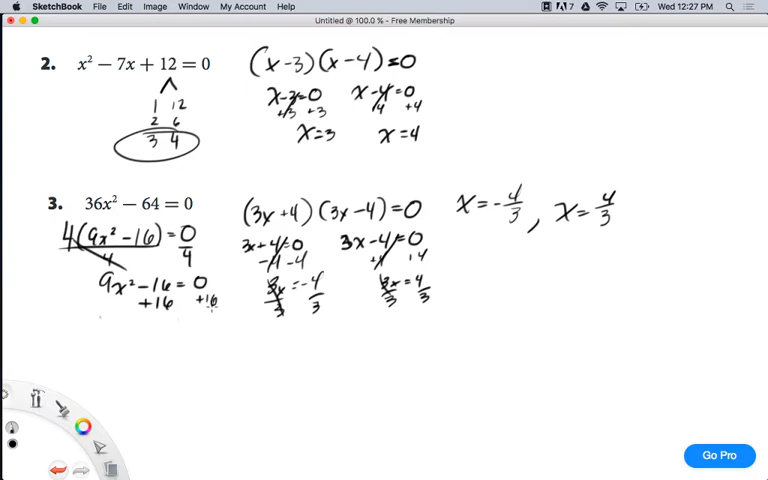 SketchBook File Edit Image Window My Account Help 7 Wed 12:27 PM
Untitled @ 100.0 % - Free Membership
2. x² − 7x + 12 = 0 (x−3)(x−4)=0
1 12
2 6
3 4
x−3=0 x−4=0
+3 +3 +4 +4
x=3 x=4
3. 36x² − 64 = 0 (3x+4)(3x−4)=0 x=−4/3, x=4/3
4(9x²−16)=0
4 4
3x+4=0 3x−4=0
−4 −4 +4 +4
9x²−16=0 3x/3=−4/3 3x/3=4/3
+16 +16
Go Pro